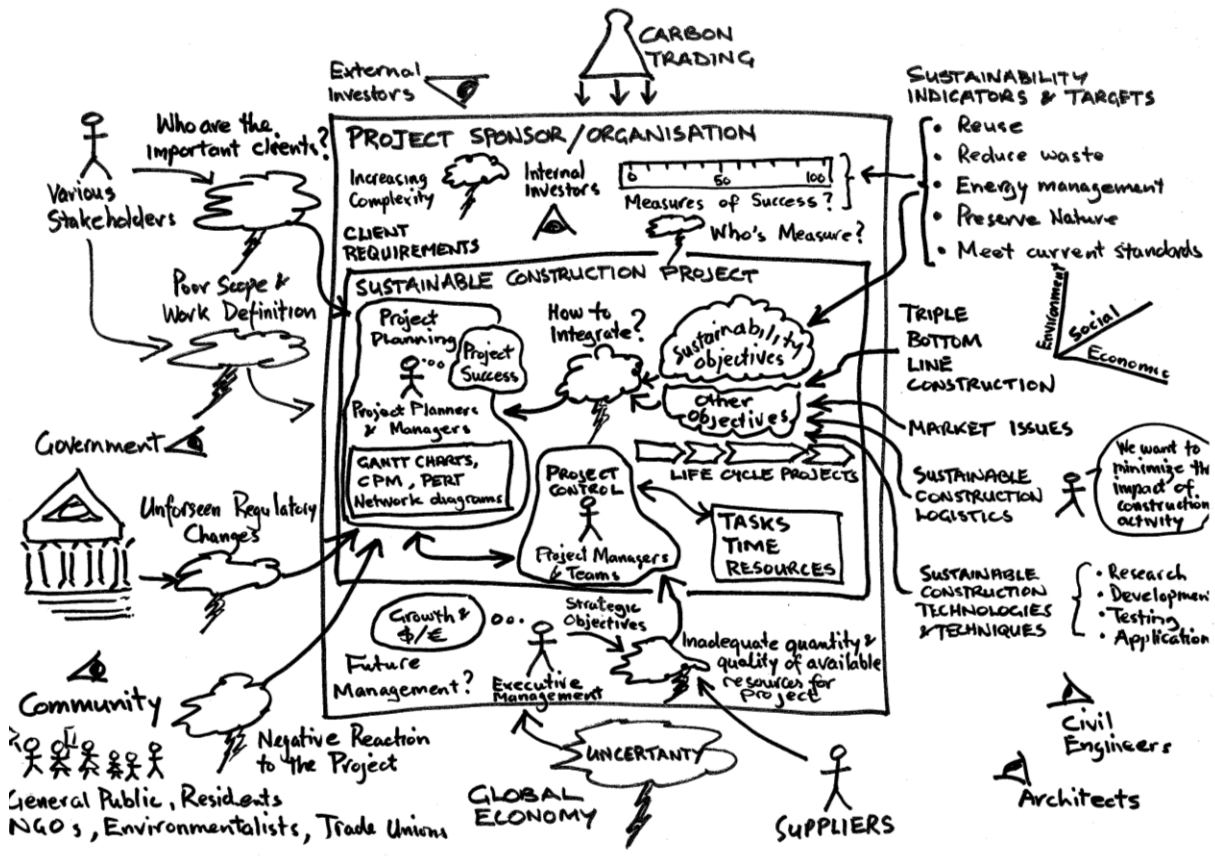 CARBON
TRADING
External
Investors
SUSTAINABILITY
INDICATORS & TARGETS
• Reuse
• Reduce waste
• Energy management
• Preserve Nature
• Meet current standards
Who are the
important clients?
Various
Stakeholders
PROJECT SPONSOR/ORGANISATION
Increasing
Complexity
Internal
Investors
0 50 100
Measures of Success?
Who's Measure?
CLIENT
REQUIREMENTS
Poor Scope &
Work Definition
SUSTAINABLE CONSTRUCTION PROJECT
Project
Planning
Project
Success
Project Planners
& Managers
GANTT CHARTS,
CPM, PERT
Network diagrams
How to
Integrate?
Sustainability
objectives
Other
Objectives
LIFE CYCLE PROJECTS
PROJECT
CONTROL
Project Managers
& Teams
TASKS
TIME
RESOURCES
TRIPLE
BOTTOM
LINE
CONSTRUCTION
Environment
Social
Economic
MARKET ISSUES
SUSTAINABLE
CONSTRUCTION
LOGISTICS
We want to
minimize th
impact of
construction
activity
SUSTAINABLE
CONSTRUCTION
TECHNOLOGIES
& TECHNIQUES
• Research
• Developmen
• Testing
• Application
Government
Unforseen Regulatory
Changes
Community
General Public, Residents
NGOs, Environmentalists, Trade Unions
Negative Reaction
to the Project
Growth &
$/€
Future
Management?
Executive
Management
Strategic
Objectives
Inadequate quantity &
quality of available
resources for
Project
UNCERTANTY
GLOBAL
ECONOMY
SUPPLIERS
Civil
Engineers
Architects